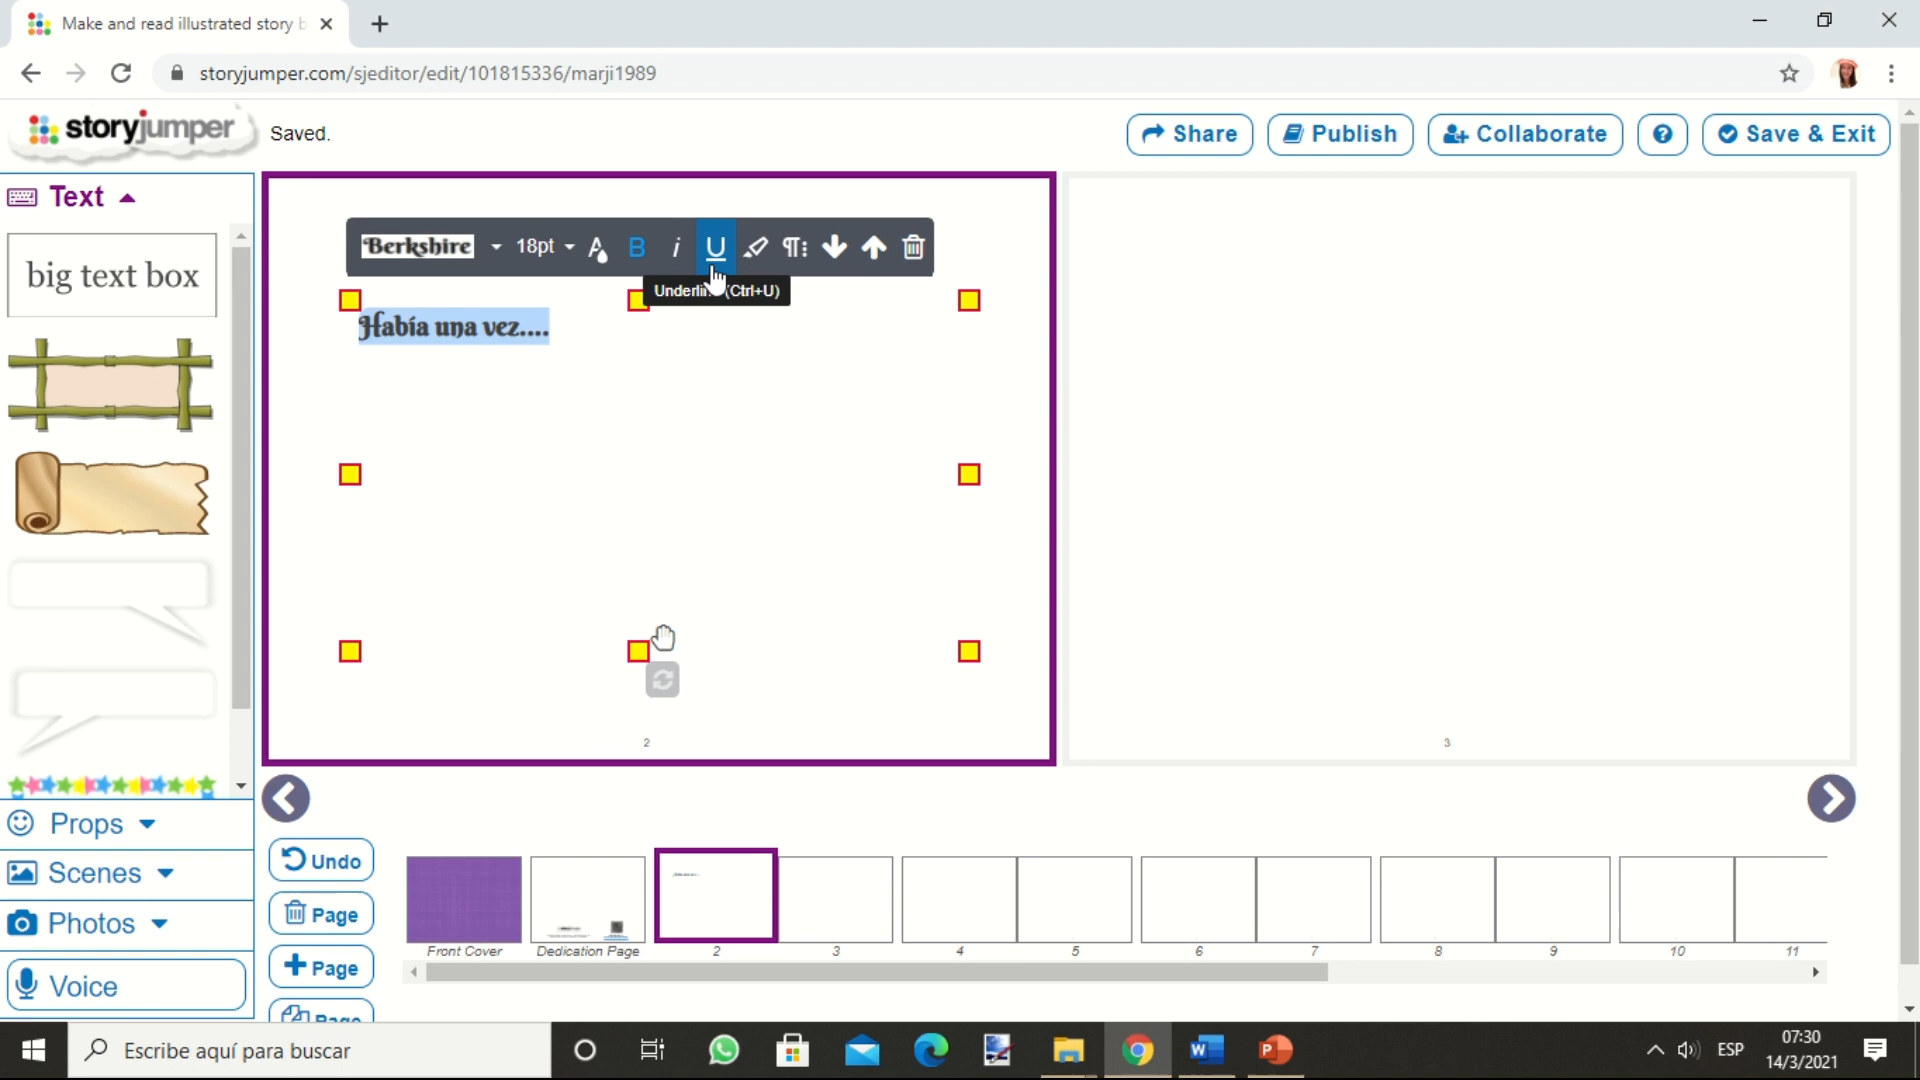 Make and read illustrated story b
storyjumper.com/sjeditor/edit/101815336/marji1989
storyjumper
Saved.
Share
Publish
Collaborate
?
Save & Exit
Text
Berkshire
18pt
B
i
U
big text box
(Ctrl+U)
Había una vez....
2
3
Props
Scenes
Photos
Voice
Undo
Page
Page
Page
Front Cover
Dedication Page
2
3
4
5
6
7
8
9
10
11
Escribe aquí para buscar
ESP
07:30
14/3/2021